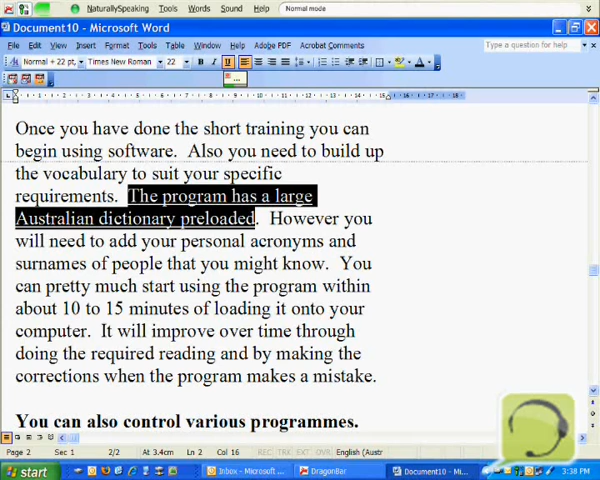 NaturallySpeaking Tools Words Sound Help Normal mode
Document10 - Microsoft Word
File Edit View Insert Format Tools Table Window Help Adobe PDF Acrobat Comments Type a question for help
Normal + 22 pt, Times New Roman 22 B I U
...
Once you have done the short training you can
begin using software. Also you need to build up
the vocabulary to suit your specific
requirements. The program has a large
Australian dictionary preloaded. However you
will need to add your personal acronyms and
surnames of people that you might know. You
can pretty much start using the program within
about 10 to 15 minutes of loading it onto your
computer. It will improve over time through
doing the required reading and by making the
corrections when the program makes a mistake.
You can also control various programmes.
Page 2 Sec 1 2/2 At 3.4cm Ln 2 Col 16 REC TRK EXT OVR English (Austr
start Inbox - Microsoft ... DragonBar Document10 - Mi... 3:38 PM